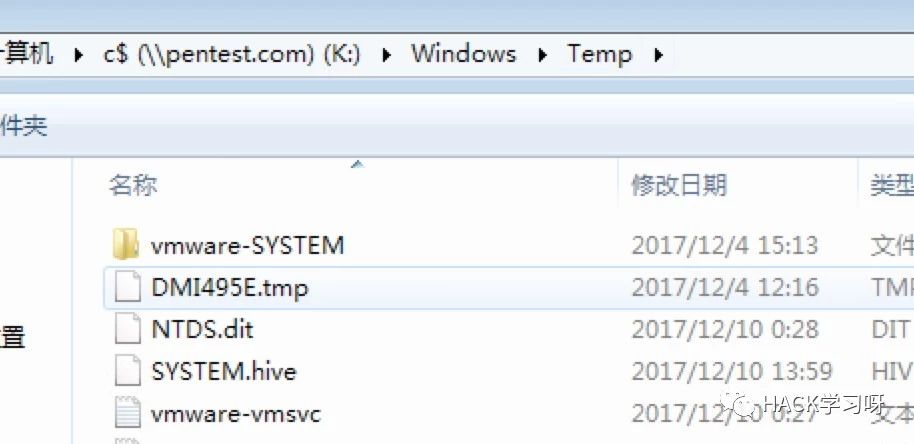 算机 ▸ c$ (\\pentest.com) (K:) ▸ Windows ▸ Temp ▸
件夹
名称 修改日期 类型
vmware-SYSTEM 2017/12/4 15:13 文件
DMI495E.tmp 2017/12/4 12:16 TMP
NTDS.dit 2017/12/10 0:28 DIT
置
SYSTEM.hive 2017/12/10 13:59 HIV
vmware-vmsvc 2017/12/10 0:27 文本
HACK学习呀